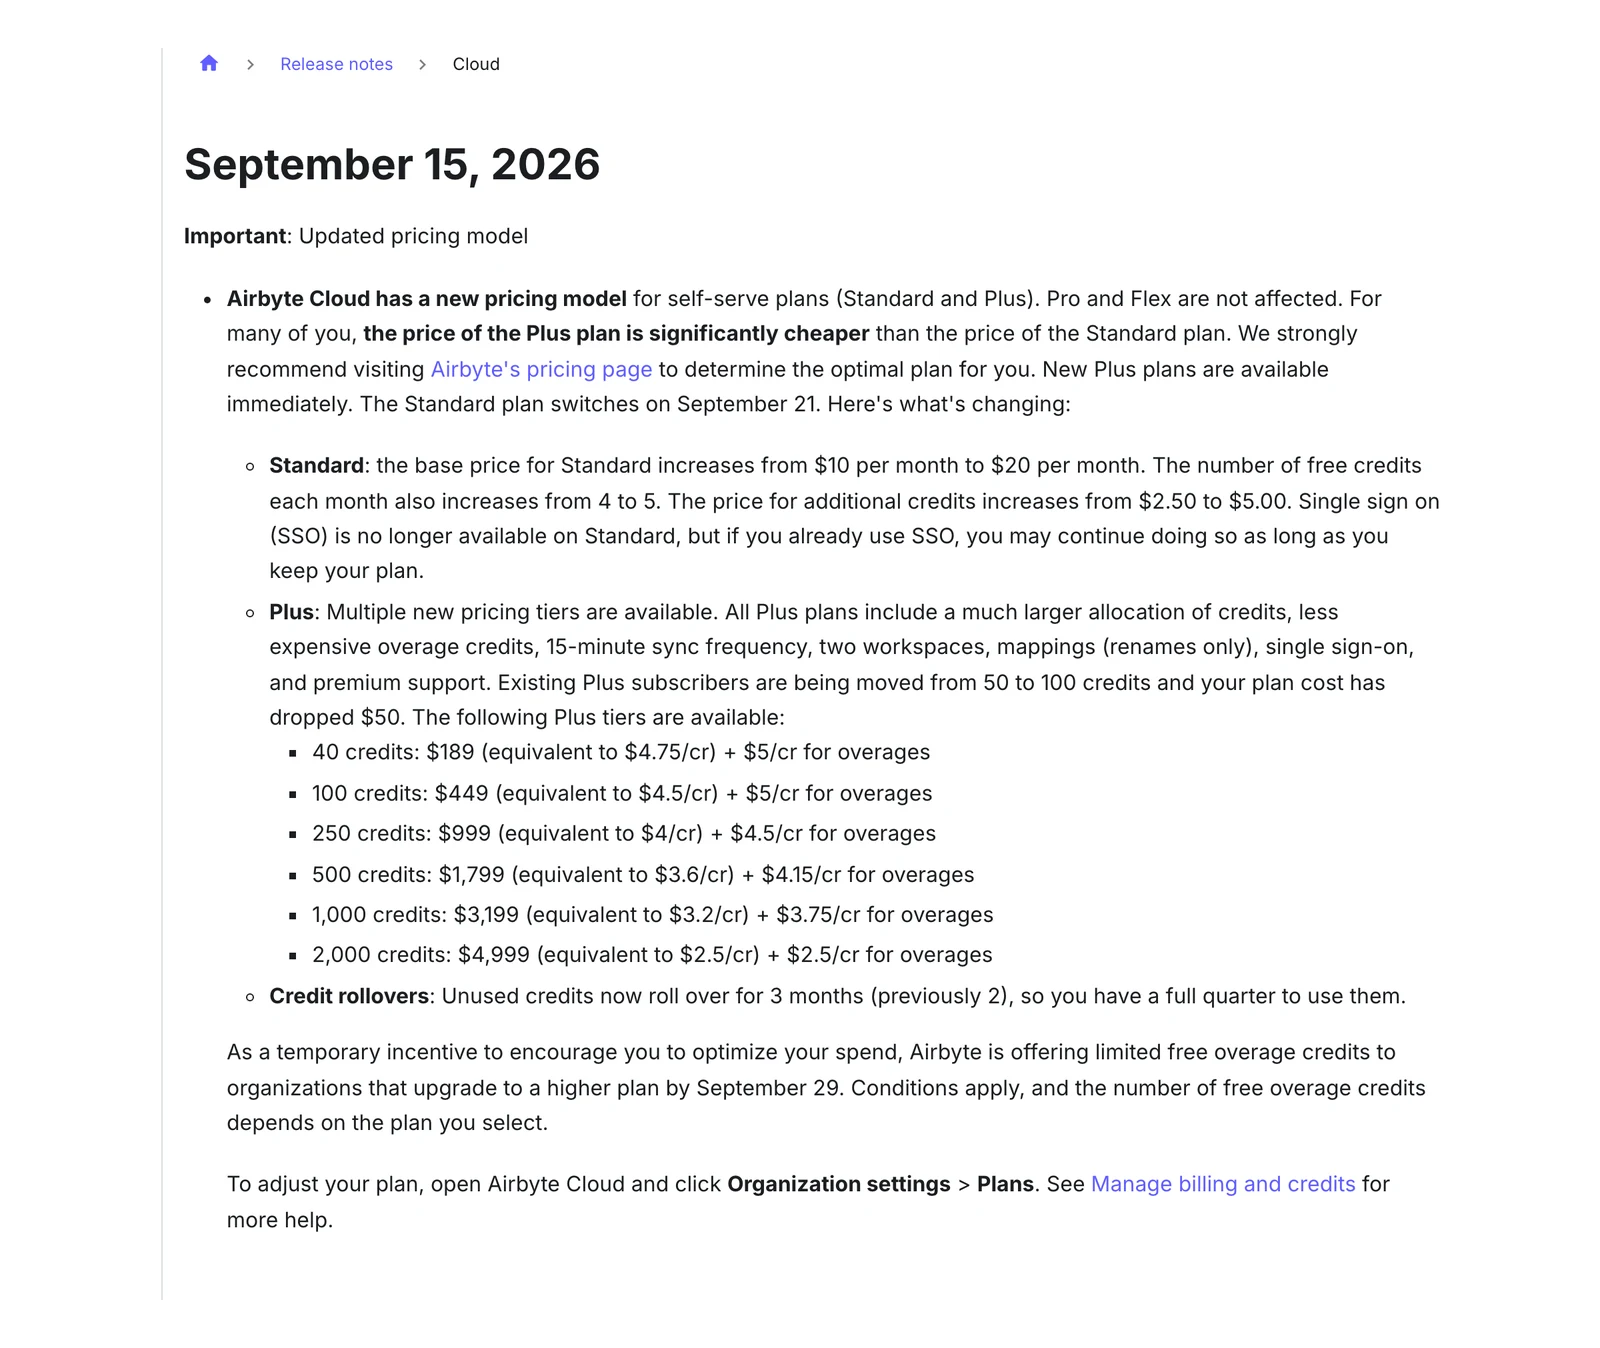 Release notes > Cloud
September 15, 2026
Important: Updated pricing model
• Airbyte Cloud has a new pricing model for self-serve plans (Standard and Plus). Pro and Flex are not affected. For
many of you, the price of the Plus plan is significantly cheaper than the price of the Standard plan. We strongly
recommend visiting Airbyte's pricing page to determine the optimal plan for you. New Plus plans are available
immediately. The Standard plan switches on September 21. Here's what's changing:
◦ Standard: the base price for Standard increases from $10 per month to $20 per month. The number of free credits
each month also increases from 4 to 5. The price for additional credits increases from $2.50 to $5.00. Single sign on
(SSO) is no longer available on Standard, but if you already use SSO, you may continue doing so as long as you
keep your plan.
◦ Plus: Multiple new pricing tiers are available. All Plus plans include a much larger allocation of credits, less
expensive overage credits, 15-minute sync frequency, two workspaces, mappings (renames only), single sign-on,
and premium support. Existing Plus subscribers are being moved from 50 to 100 credits and your plan cost has
dropped $50. The following Plus tiers are available:
▪ 40 credits: $189 (equivalent to $4.75/cr) + $5/cr for overages
▪ 100 credits: $449 (equivalent to $4.5/cr) + $5/cr for overages
▪ 250 credits: $999 (equivalent to $4/cr) + $4.5/cr for overages
▪ 500 credits: $1,799 (equivalent to $3.6/cr) + $4.15/cr for overages
▪ 1,000 credits: $3,199 (equivalent to $3.2/cr) + $3.75/cr for overages
▪ 2,000 credits: $4,999 (equivalent to $2.5/cr) + $2.5/cr for overages
◦ Credit rollovers: Unused credits now roll over for 3 months (previously 2), so you have a full quarter to use them.
As a temporary incentive to encourage you to optimize your spend, Airbyte is offering limited free overage credits to
organizations that upgrade to a higher plan by September 29. Conditions apply, and the number of free overage credits
depends on the plan you select.
To adjust your plan, open Airbyte Cloud and click Organization settings > Plans. See Manage billing and credits for
more help.